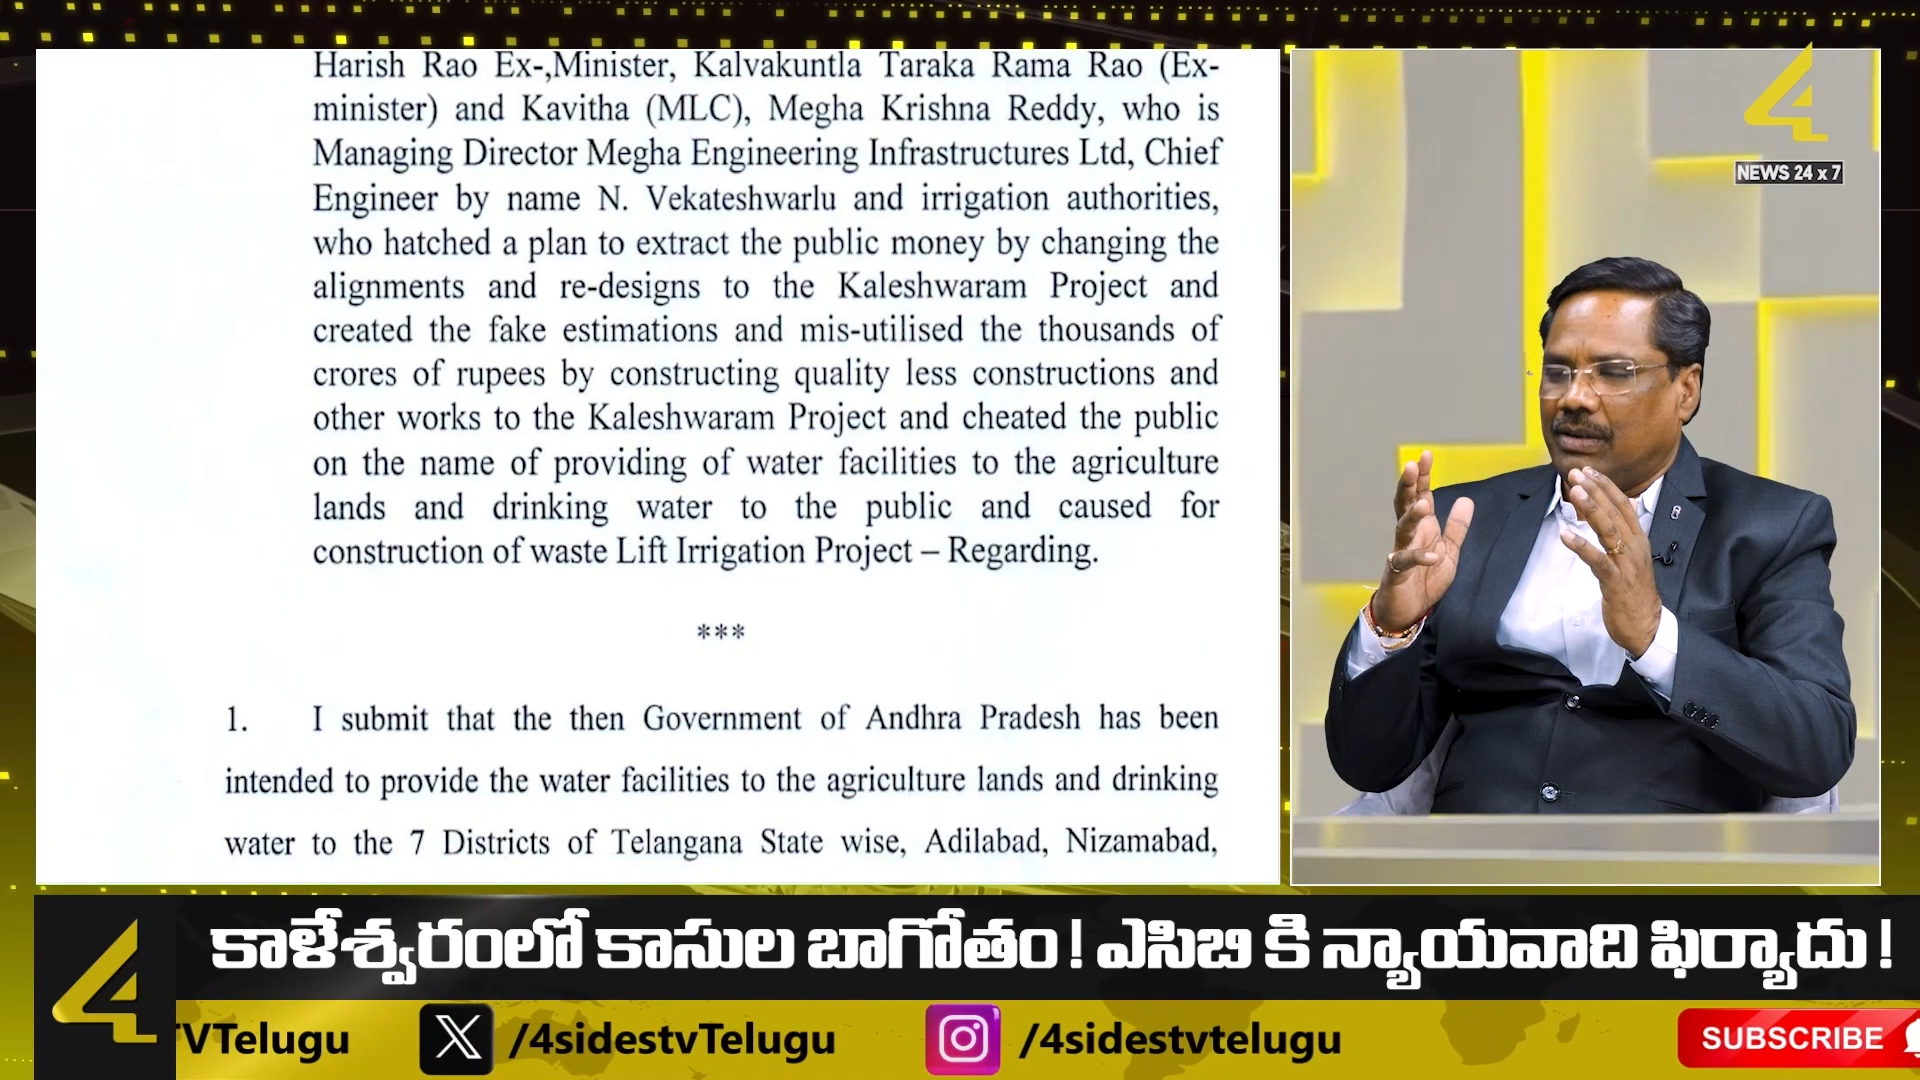 Harish Rao Ex-,Minister, Kalvakuntla Taraka Rama Rao (Ex-
minister) and Kavitha (MLC), Megha Krishna Reddy, who is
Managing Director Megha Engineering Infrastructures Ltd, Chief
Engineer by name N. Vekateshwarlu and irrigation authorities,
who hatched a plan to extract the public money by changing the
alignments and re-designs to the Kaleshwaram Project and
created the fake estimations and mis-utilised the thousands of
crores of rupees by constructing quality less constructions and
other works to the Kaleshwaram Project and cheated the public
on the name of providing of water facilities to the agriculture
lands and drinking water to the public and caused for
construction of waste Lift Irrigation Project – Regarding.
***
1. I submit that the then Government of Andhra Pradesh has been
intended to provide the water facilities to the agriculture lands and drinking
water to the 7 Districts of Telangana State wise, Adilabad, Nizamabad,
4
NEWS 24 x 7
కాళేశ్వరంలో కాసుల బాగోతం ! ఎసిబి కి న్యాయవాది ఫిర్యాదు !
4
TVTelugu
/4sidestvTelugu
/4sidestvtelugu
SUBSCRIBE